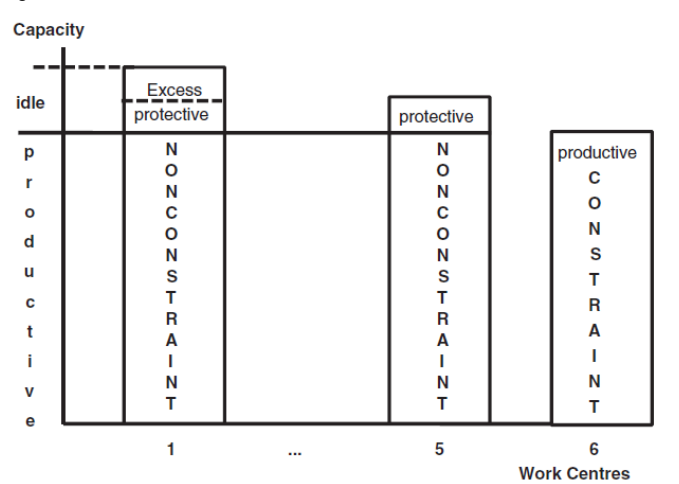 Capacity
idle
productive
Excess
protective
NONCONSTRAINT
protective
NONCONSTRAINT
productive
CONSTRAINT
1 ... 5 6
Work Centres